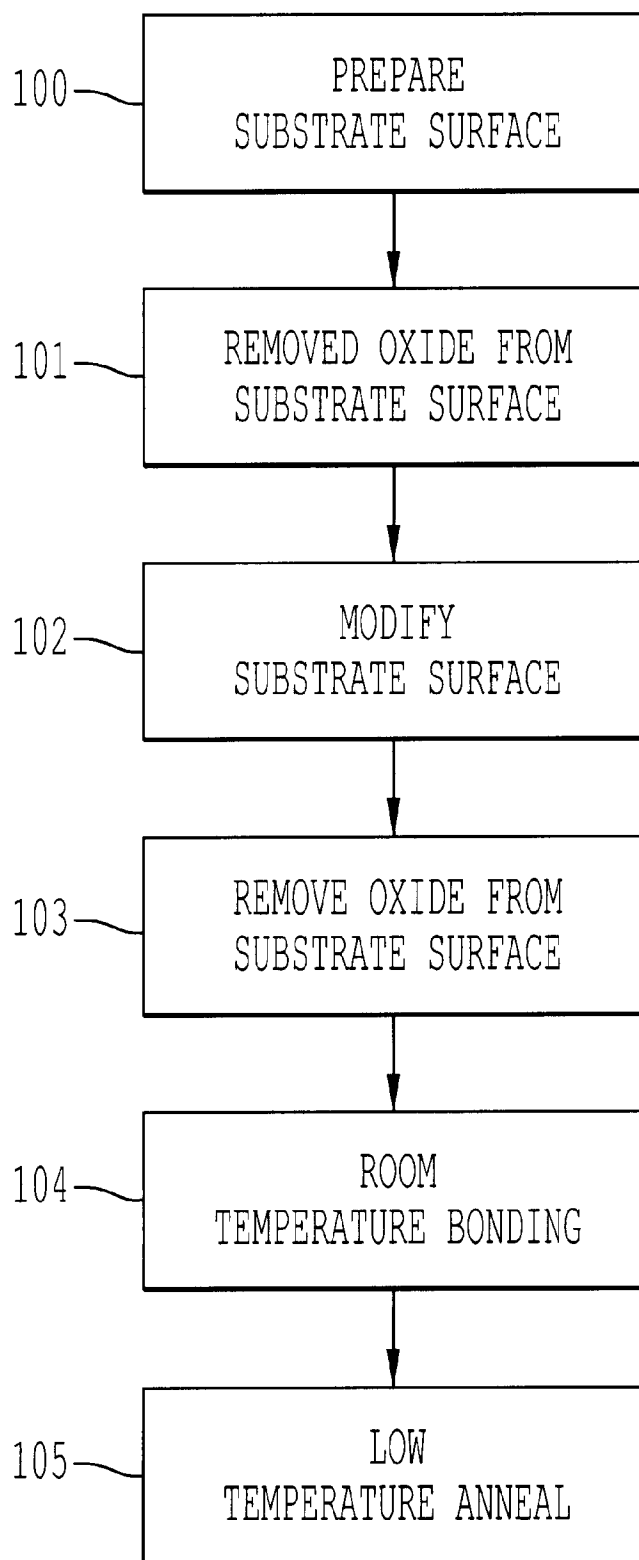 100
PREPARE
SUBSTRATE SURFACE
101
REMOVED OXIDE FROM
SUBSTRATE SURFACE
102
MODIFY
SUBSTRATE SURFACE
103
REMOVE OXIDE FROM
SUBSTRATE SURFACE
104
ROOM
TEMPERATURE BONDING
105
LOW
TEMPERATURE ANNEAL